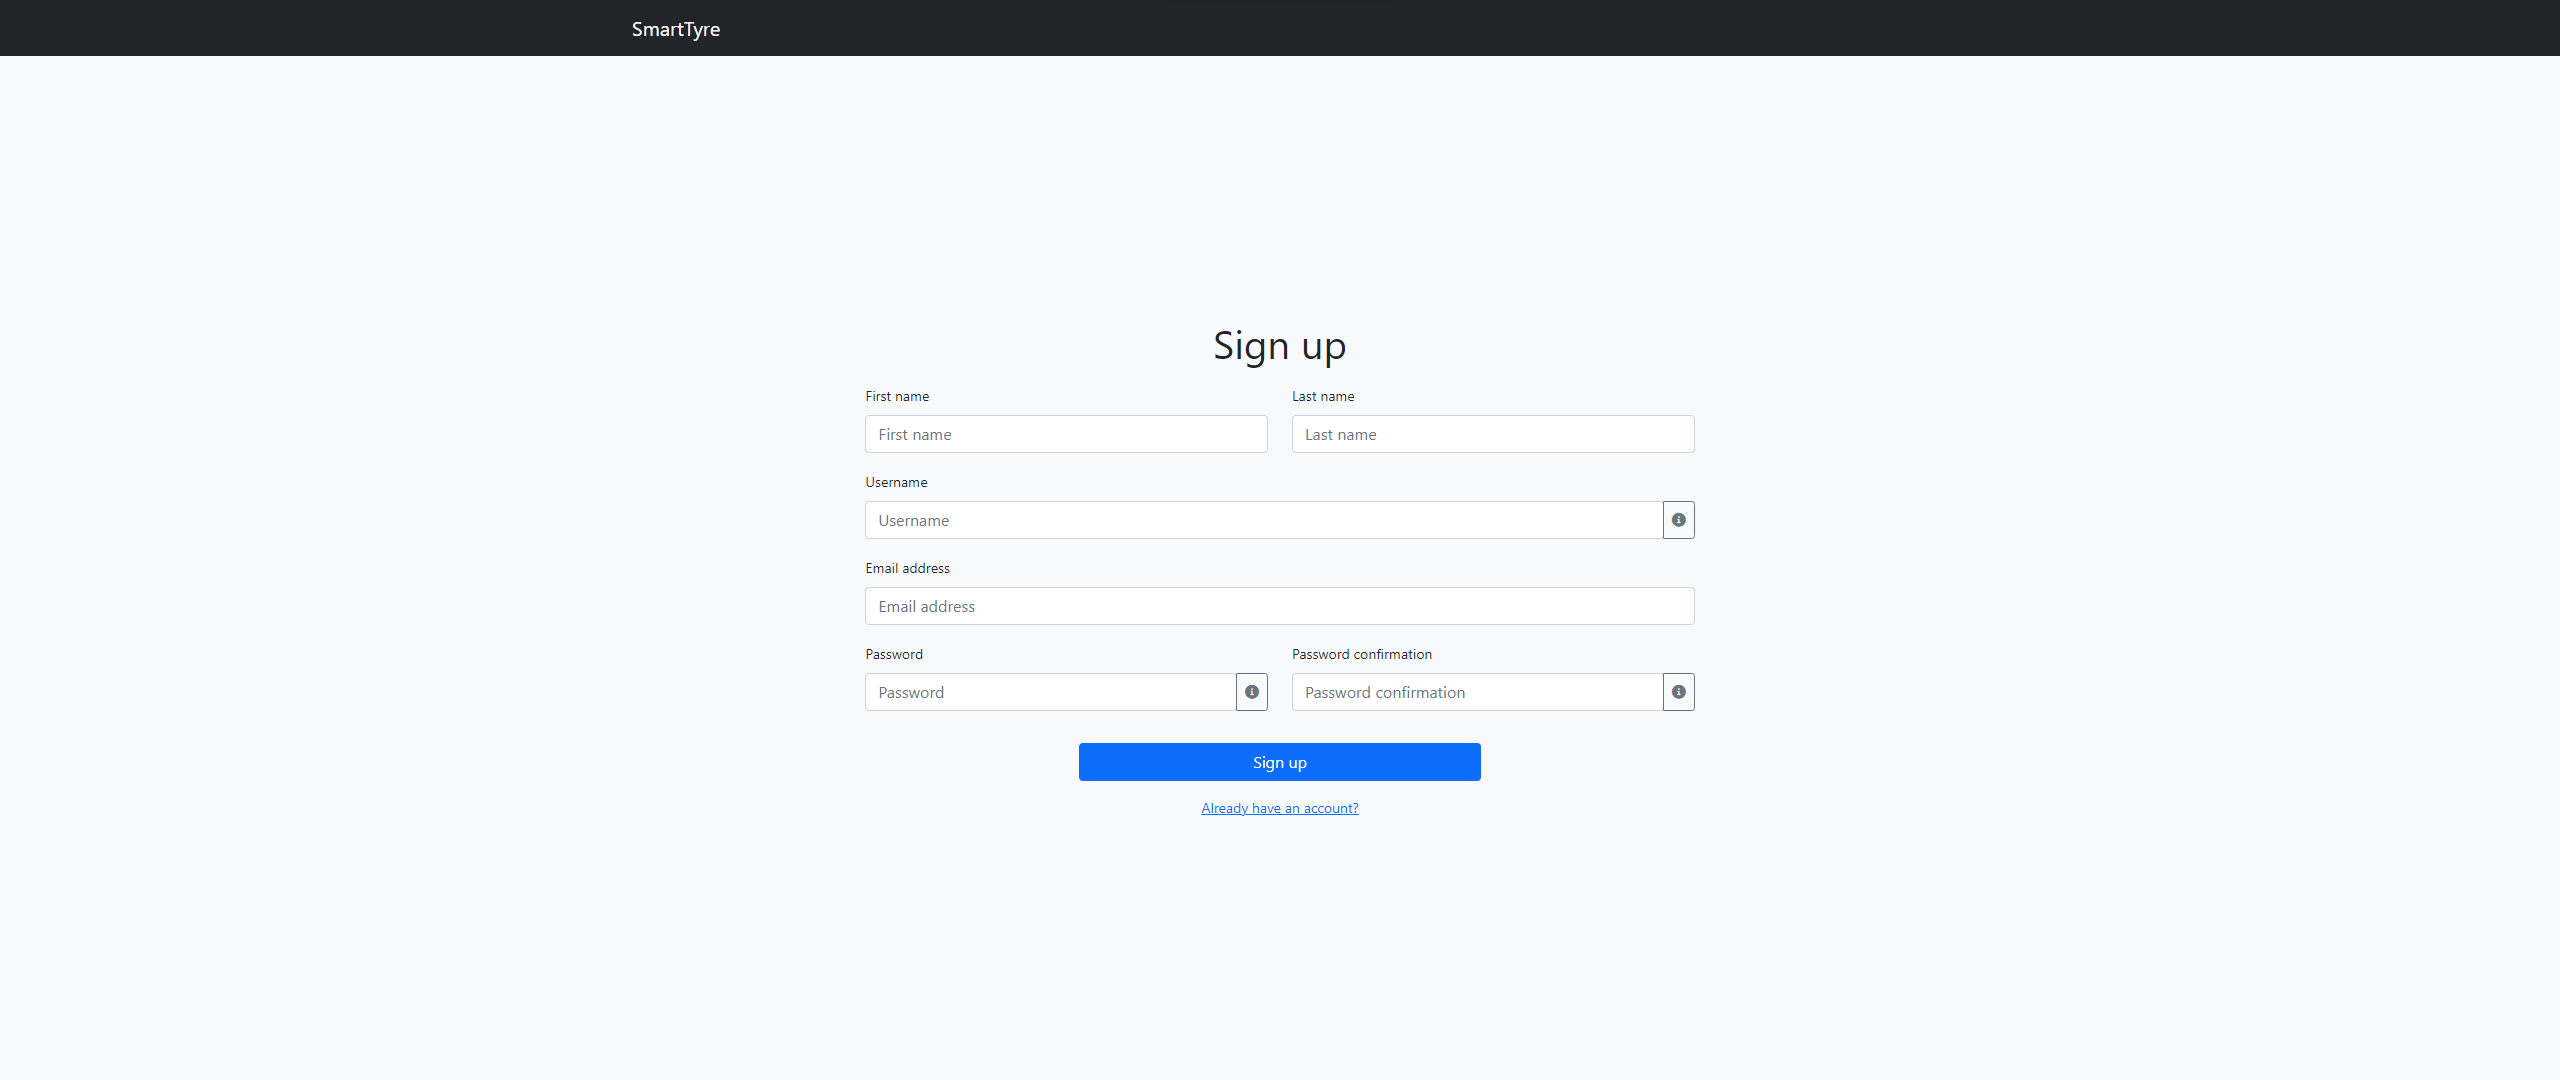 SmartTyre
Sign up
First name Last name
First name Last name
Username
Username
Email address
Email address
Password Password confirmation
Password Password confirmation
Sign up
Already have an account?